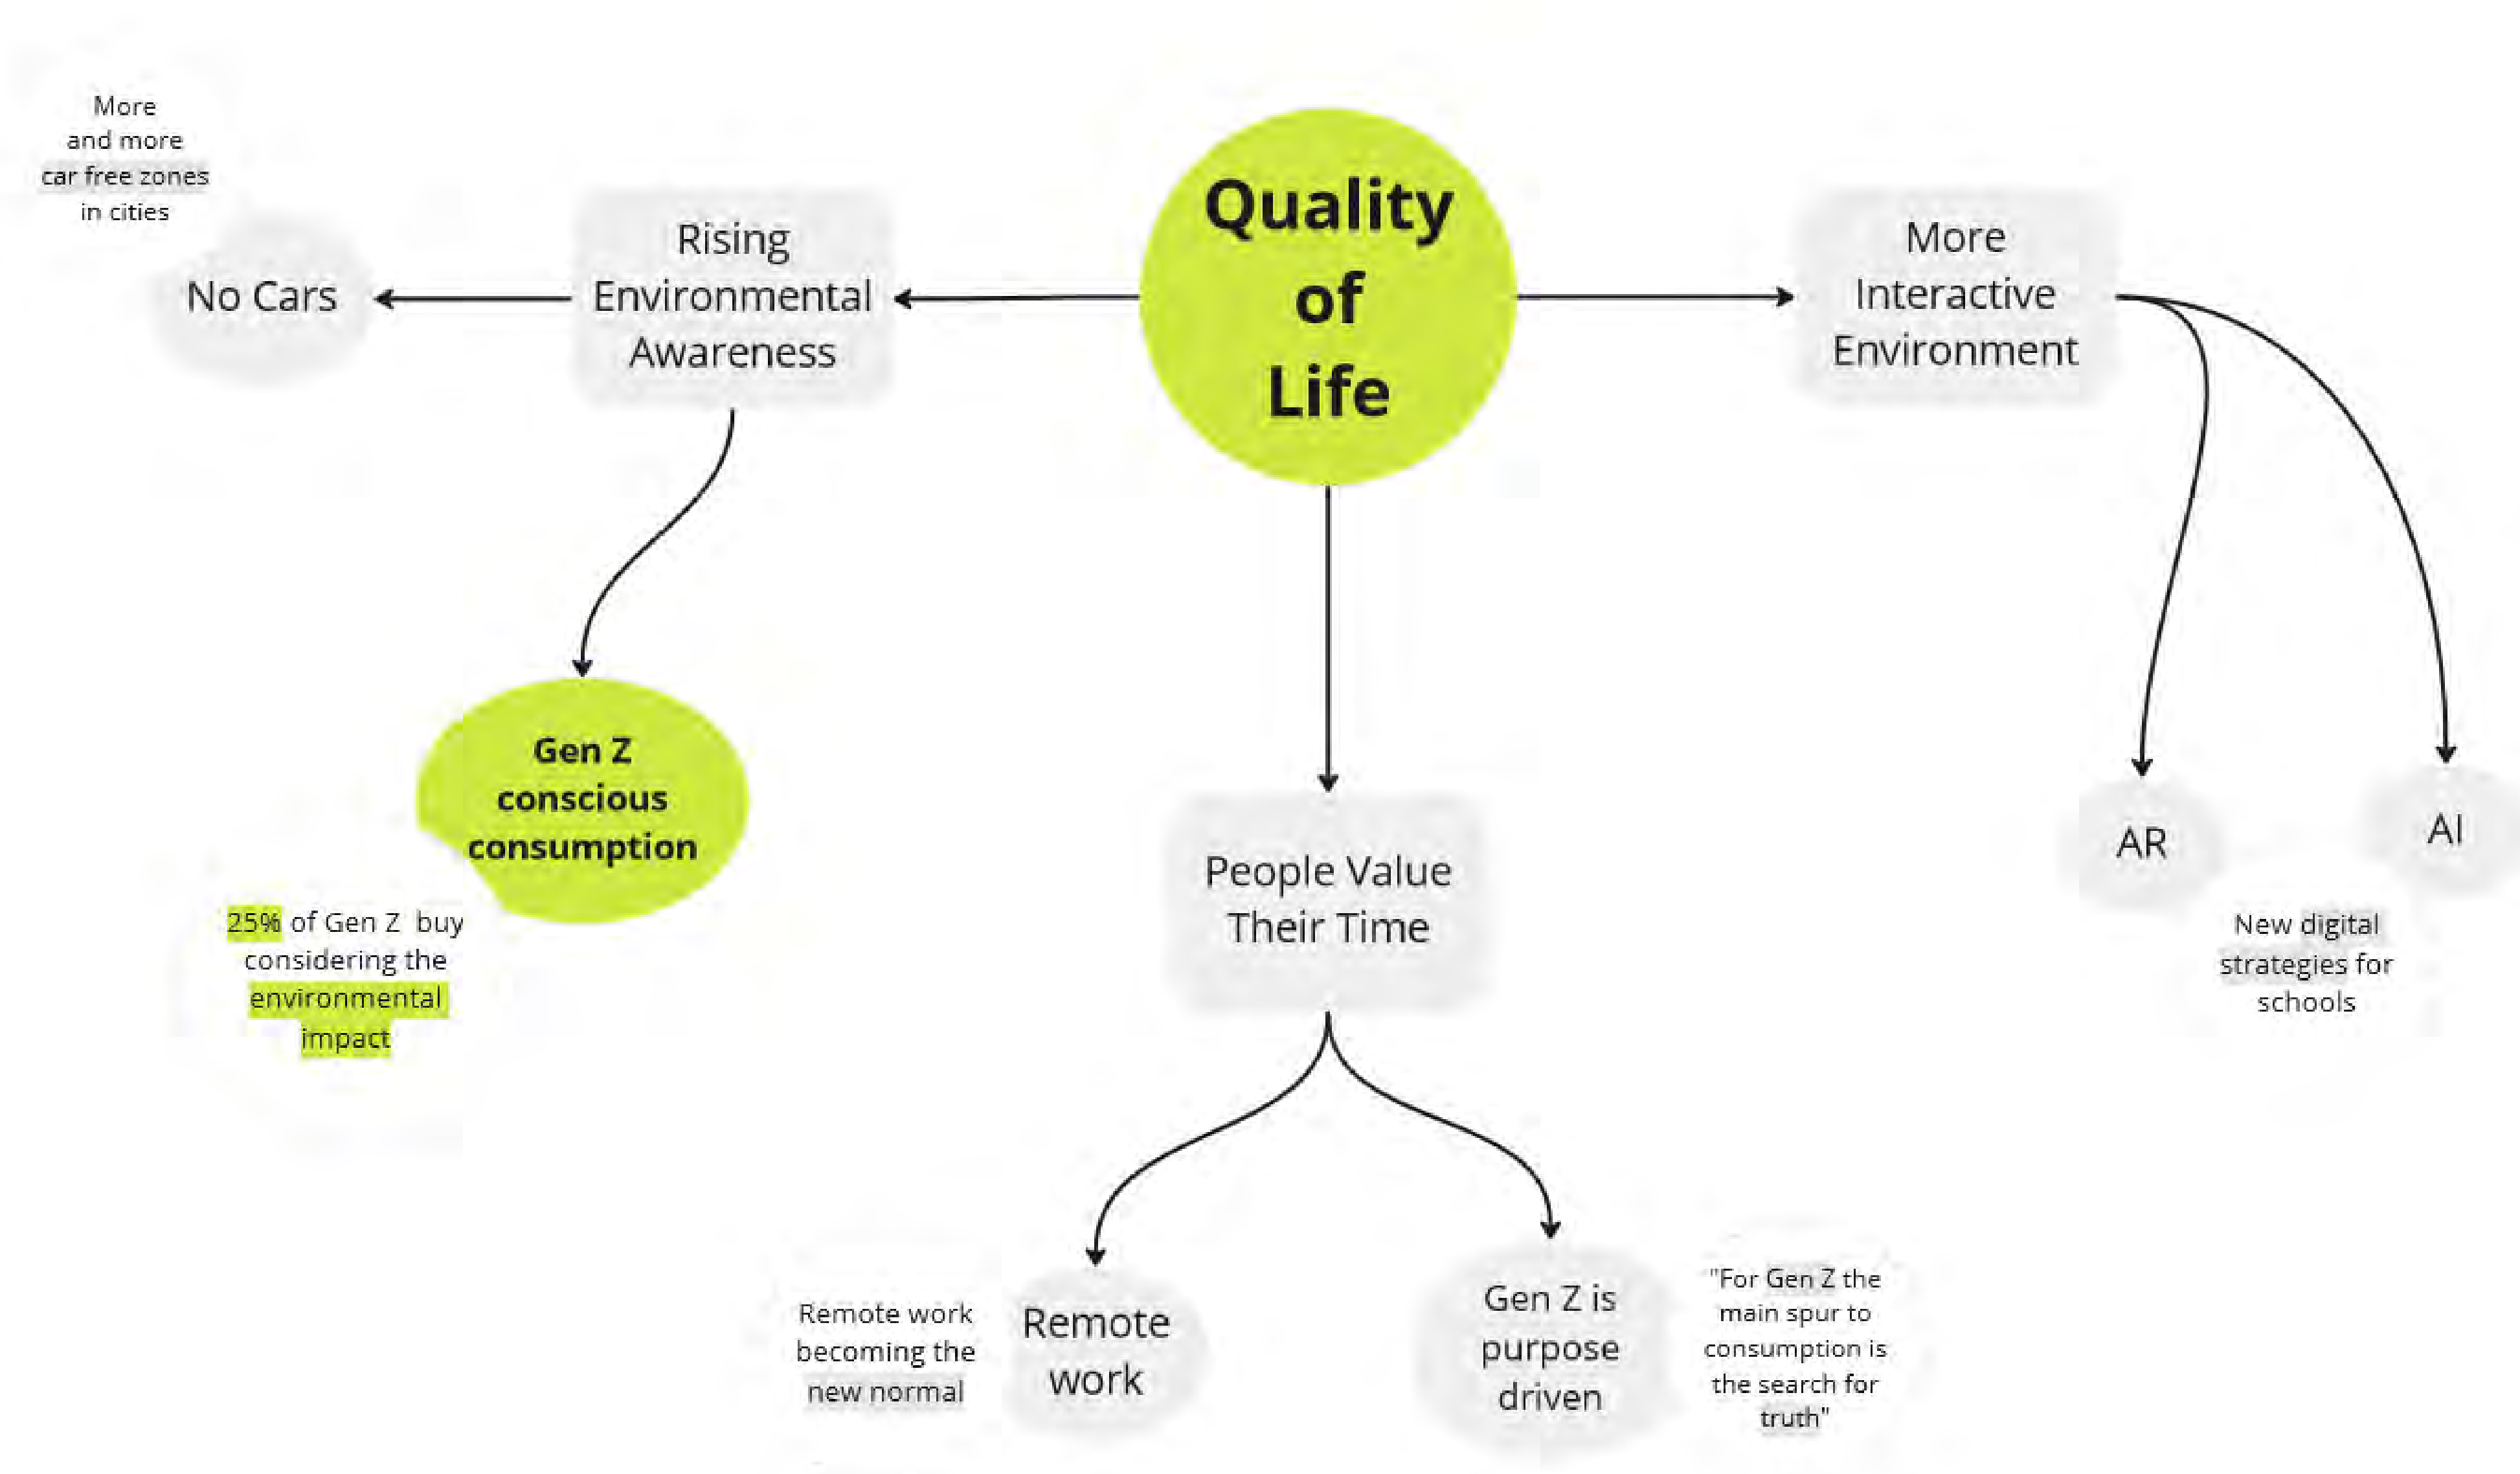 More
and more
car free zones
in cities
No Cars
Rising
Environmental
Awareness
Quality
of
Life
More
Interactive
Environment
Gen Z
conscious
consumption
25% of Gen Z buy
considering the
environmental
impact
People Value
Their Time
AR
AI
New digital
strategies for
schools
Remote work
becoming the
new normal
Remote
work
Gen Z is
purpose
driven
"For Gen Z the
main spur to
consumption is
the search for
truth"